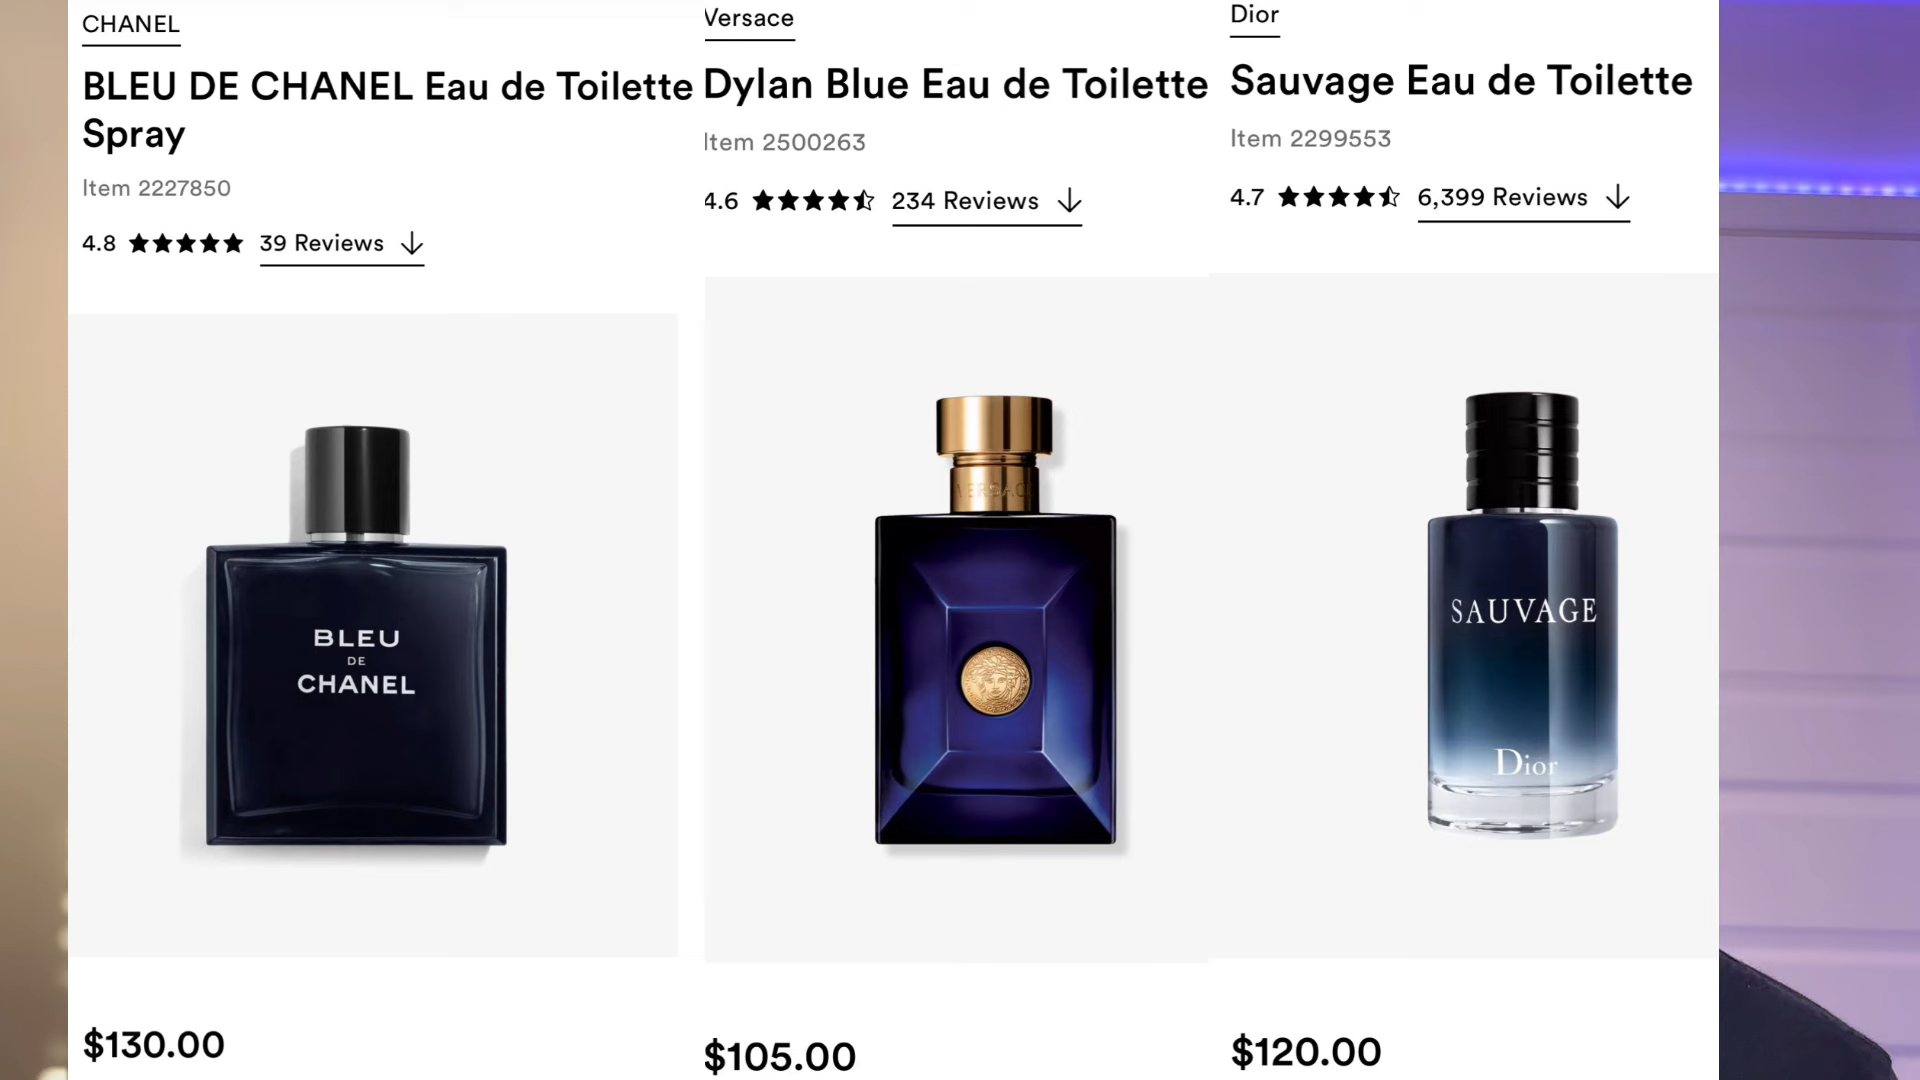 CHANEL
BLEU DE CHANEL Eau de Toilette
Spray
Item 2227850
4.8
39 Reviews
BLEU
DE
CHANEL
$130.00
Versace
Dylan Blue Eau de Toilette
Item 2500263
4.6
234 Reviews
$105.00
Dior
Sauvage Eau de Toilette
Item 2299553
4.7
6,399 Reviews
SAUVAGE
Dior
$120.00